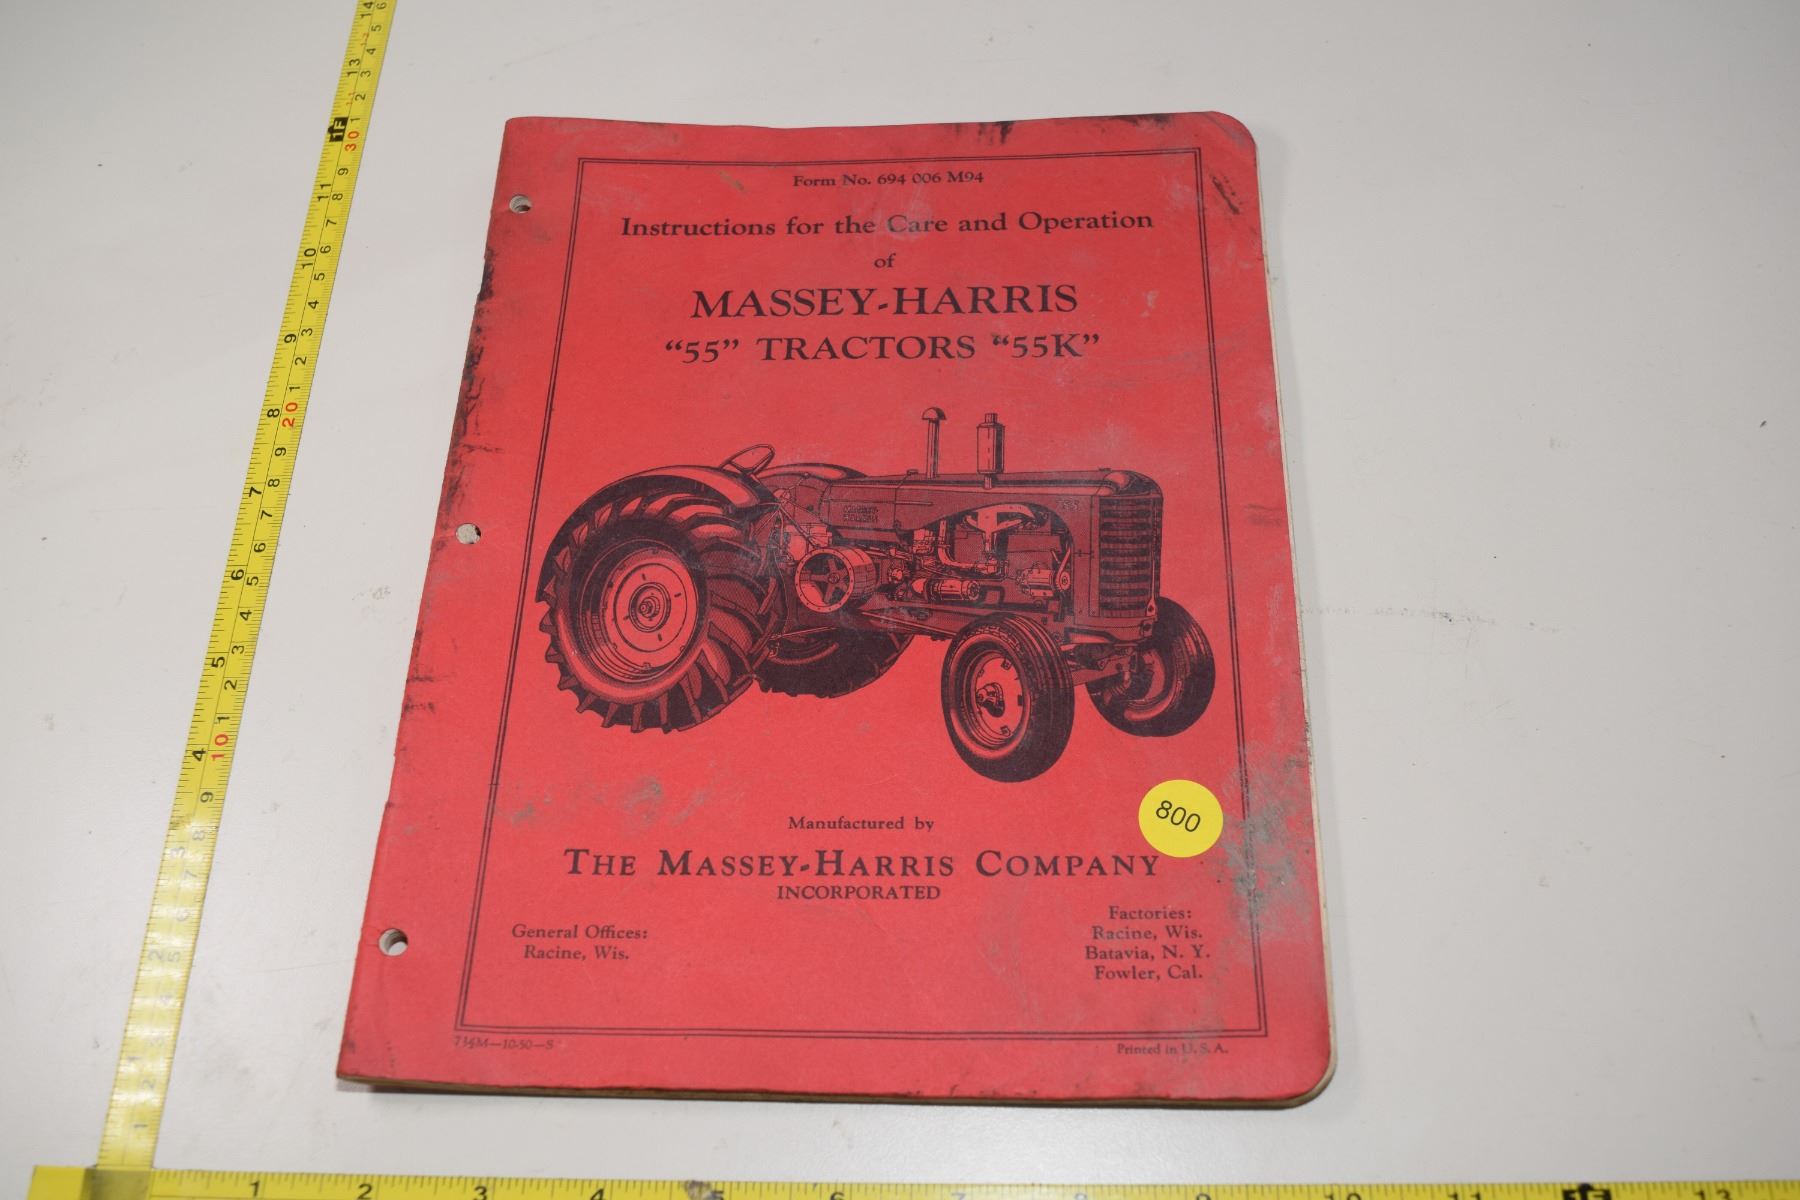 Form No. 694 006 M94
Instructions for the Care and Operation
of
MASSEY-HARRIS
“55” TRACTORS “55K”
Manufactured by
THE MASSEY-HARRIS COMPANY
INCORPORATED
General Offices:
Racine, Wis.
Factories:
Racine, Wis.
Batavia, N. Y.
Fowler, Cal.
800
Printed in U. S. A.